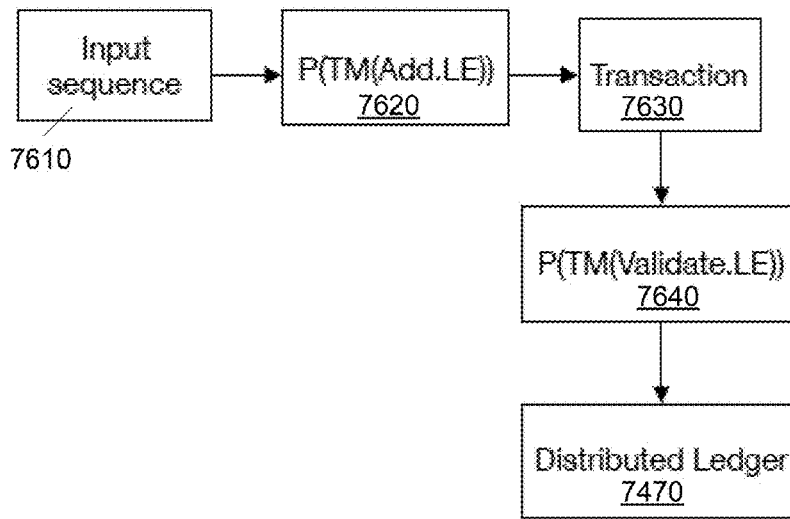 Input
sequence
7610
P(TM(Add.LE))
7620
Transaction
7630
P(TM(Validate.LE))
7640
Distributed Ledger
7470